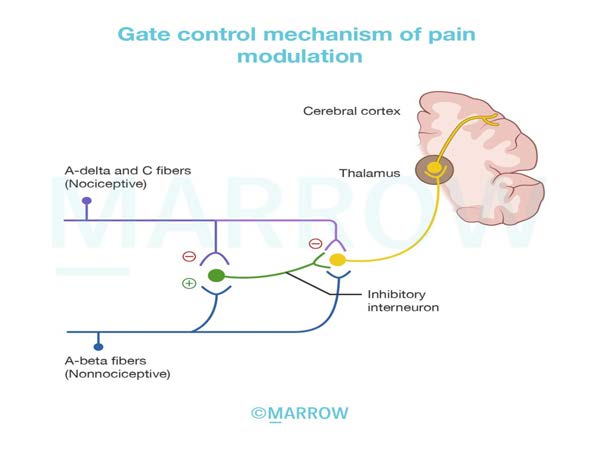 Gate control mechanism of pain
modulation
Cerebral cortex
A-delta and C fibers
(Nociceptive)
Thalamus
MARROW
⊖
⊖
⊕
Inhibitory
interneuron
A-beta fibers
(Nonnociceptive)
©MARROW